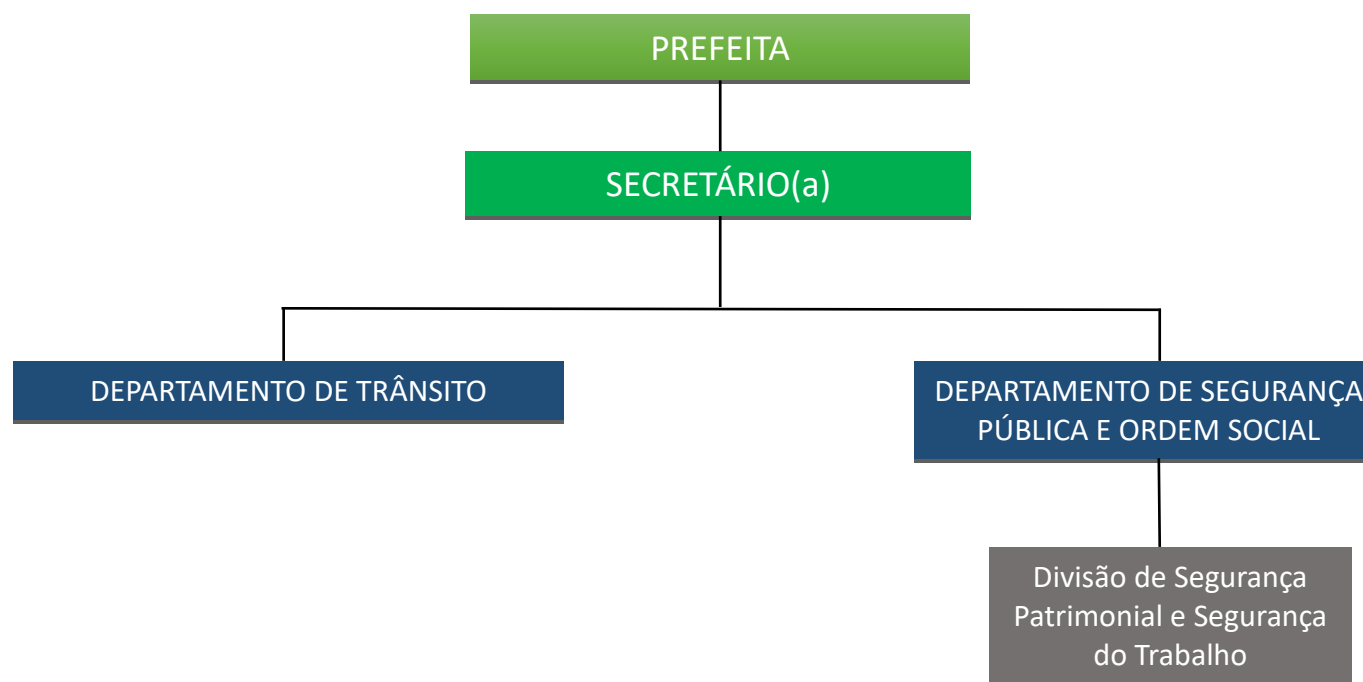 PREFEITA
SECRETÁRIO(a)
DEPARTAMENTO DE TRÂNSITO
DEPARTAMENTO DE SEGURANÇA
PÚBLICA E ORDEM SOCIAL
Divisão de Segurança
Patrimonial e Segurança
do Trabalho